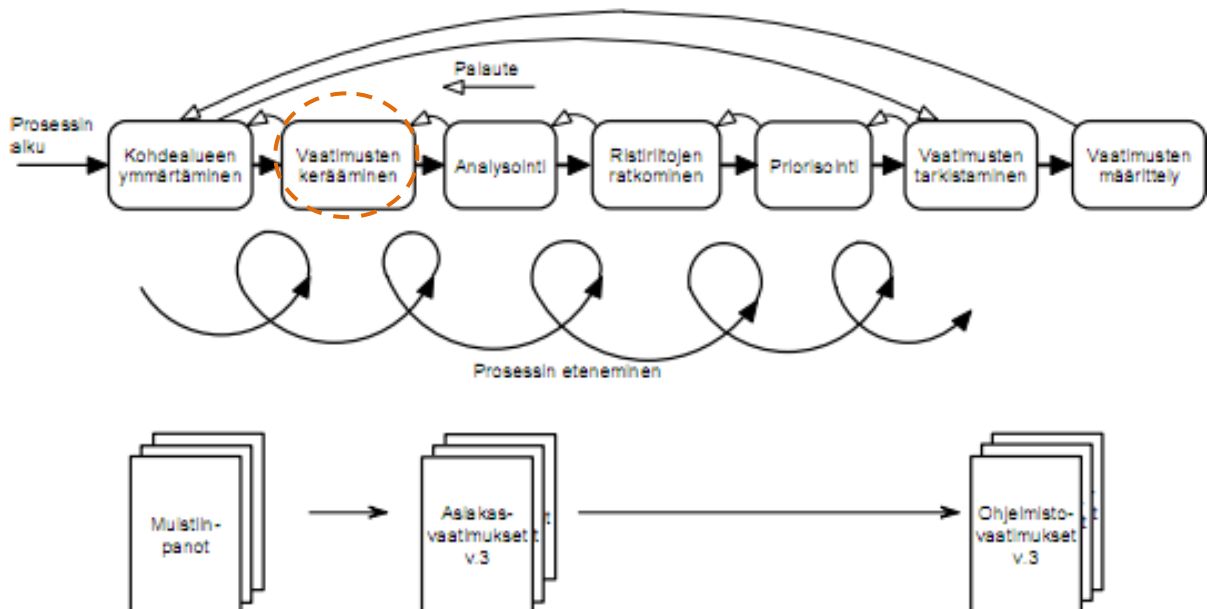 Palaute
Prosessin
alku
Kohdealueen
ymmärtäminen
Vaatimusten
kerääminen
Analysointi
Ristiriitojen
ratkominen
Priorisointi
Vaatimusten
tarkistaminen
Vaatimusten
määrittely
Prosessin eteneminen
Muistiin-
panot
Asiakas-
vaatimukset
v.3
Ohjelmisto-
vaatimukset
v.3